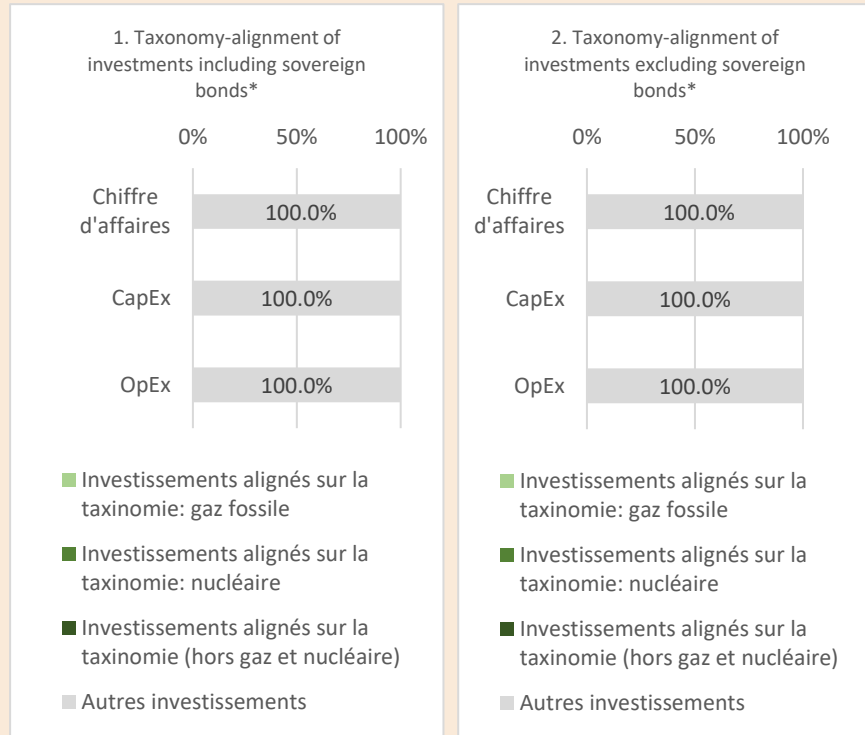 1. Taxonomy-alignment of
investments including sovereign
bonds*
0% 50% 100%
Chiffre
d'affaires
100.0%
CapEx
100.0%
OpEx
100.0%
Investissements alignés sur la
taxinomie: gaz fossile
Investissements alignés sur la
taxinomie: nucléaire
Investissements alignés sur la
taxinomie (hors gaz et nucléaire)
Autres investissements
2. Taxonomy-alignment of
investments excluding sovereign
bonds*
0% 50% 100%
Chiffre
d'affaires
100.0%
CapEx
100.0%
OpEx
100.0%
Investissements alignés sur la
taxinomie: gaz fossile
Investissements alignés sur la
taxinomie: nucléaire
Investissements alignés sur la
taxinomie (hors gaz et nucléaire)
Autres investissements